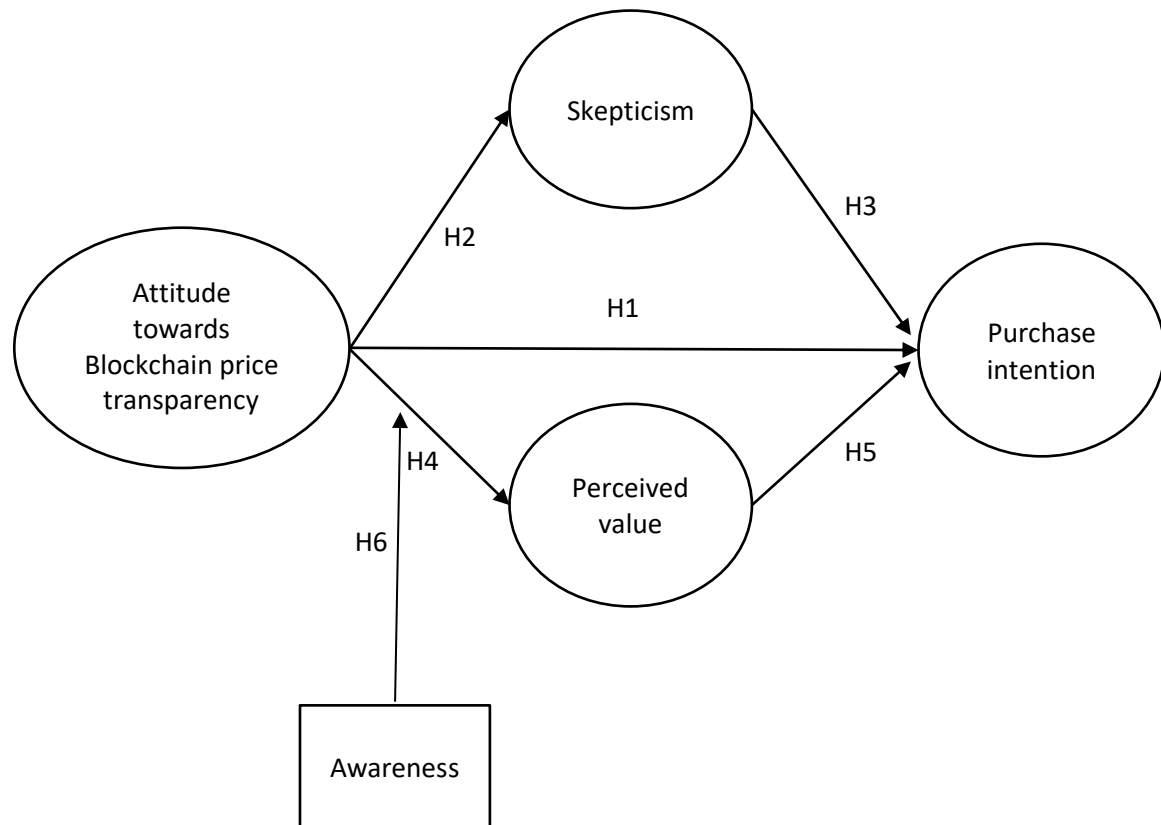 Skepticism
H3
H2
Attitude
towards
Blockchain price
transparency
H1
Purchase
intention
H4
H5
Perceived
value
H6
Awareness